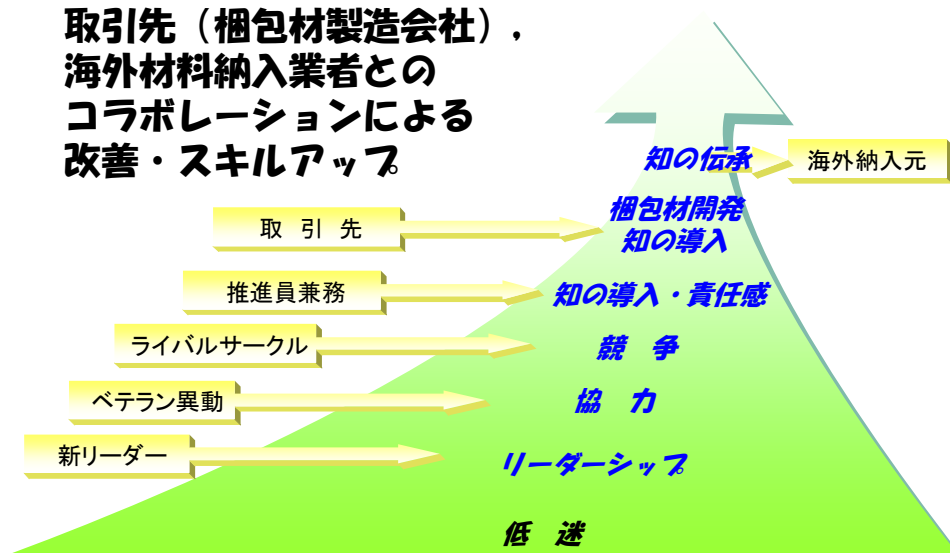 取引先（梱包材製造会社），
海外材料納入業者との
コラボレーションによる
改善・スキルアップ
知の伝承
海外納入元
梱包材開発
取 引 先
知の導入
推進員兼務
知の導入・責任感
ライバルサークル
競 争
ベテラン異動
協 力
新リーダー
リーダーシップ
低 迷